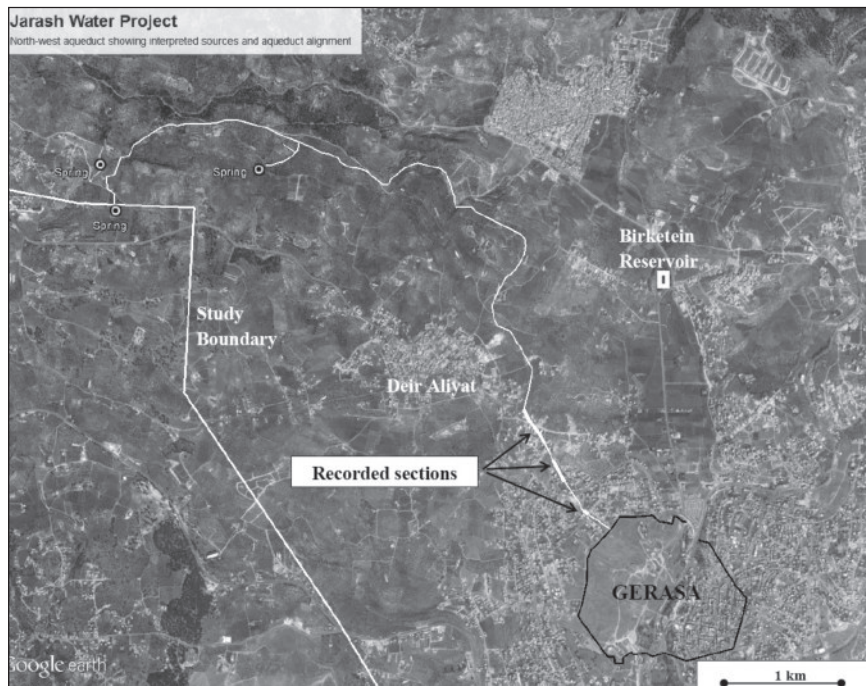 Jarash Water Project
North-west aqueduct showing interpreted sources and aqueduct alignment
Spring
Spring
Spring
Birketein
Reservoir
Study
Boundary
Deir Aliyat
Recorded sections
GERASA
Google earth
1 km